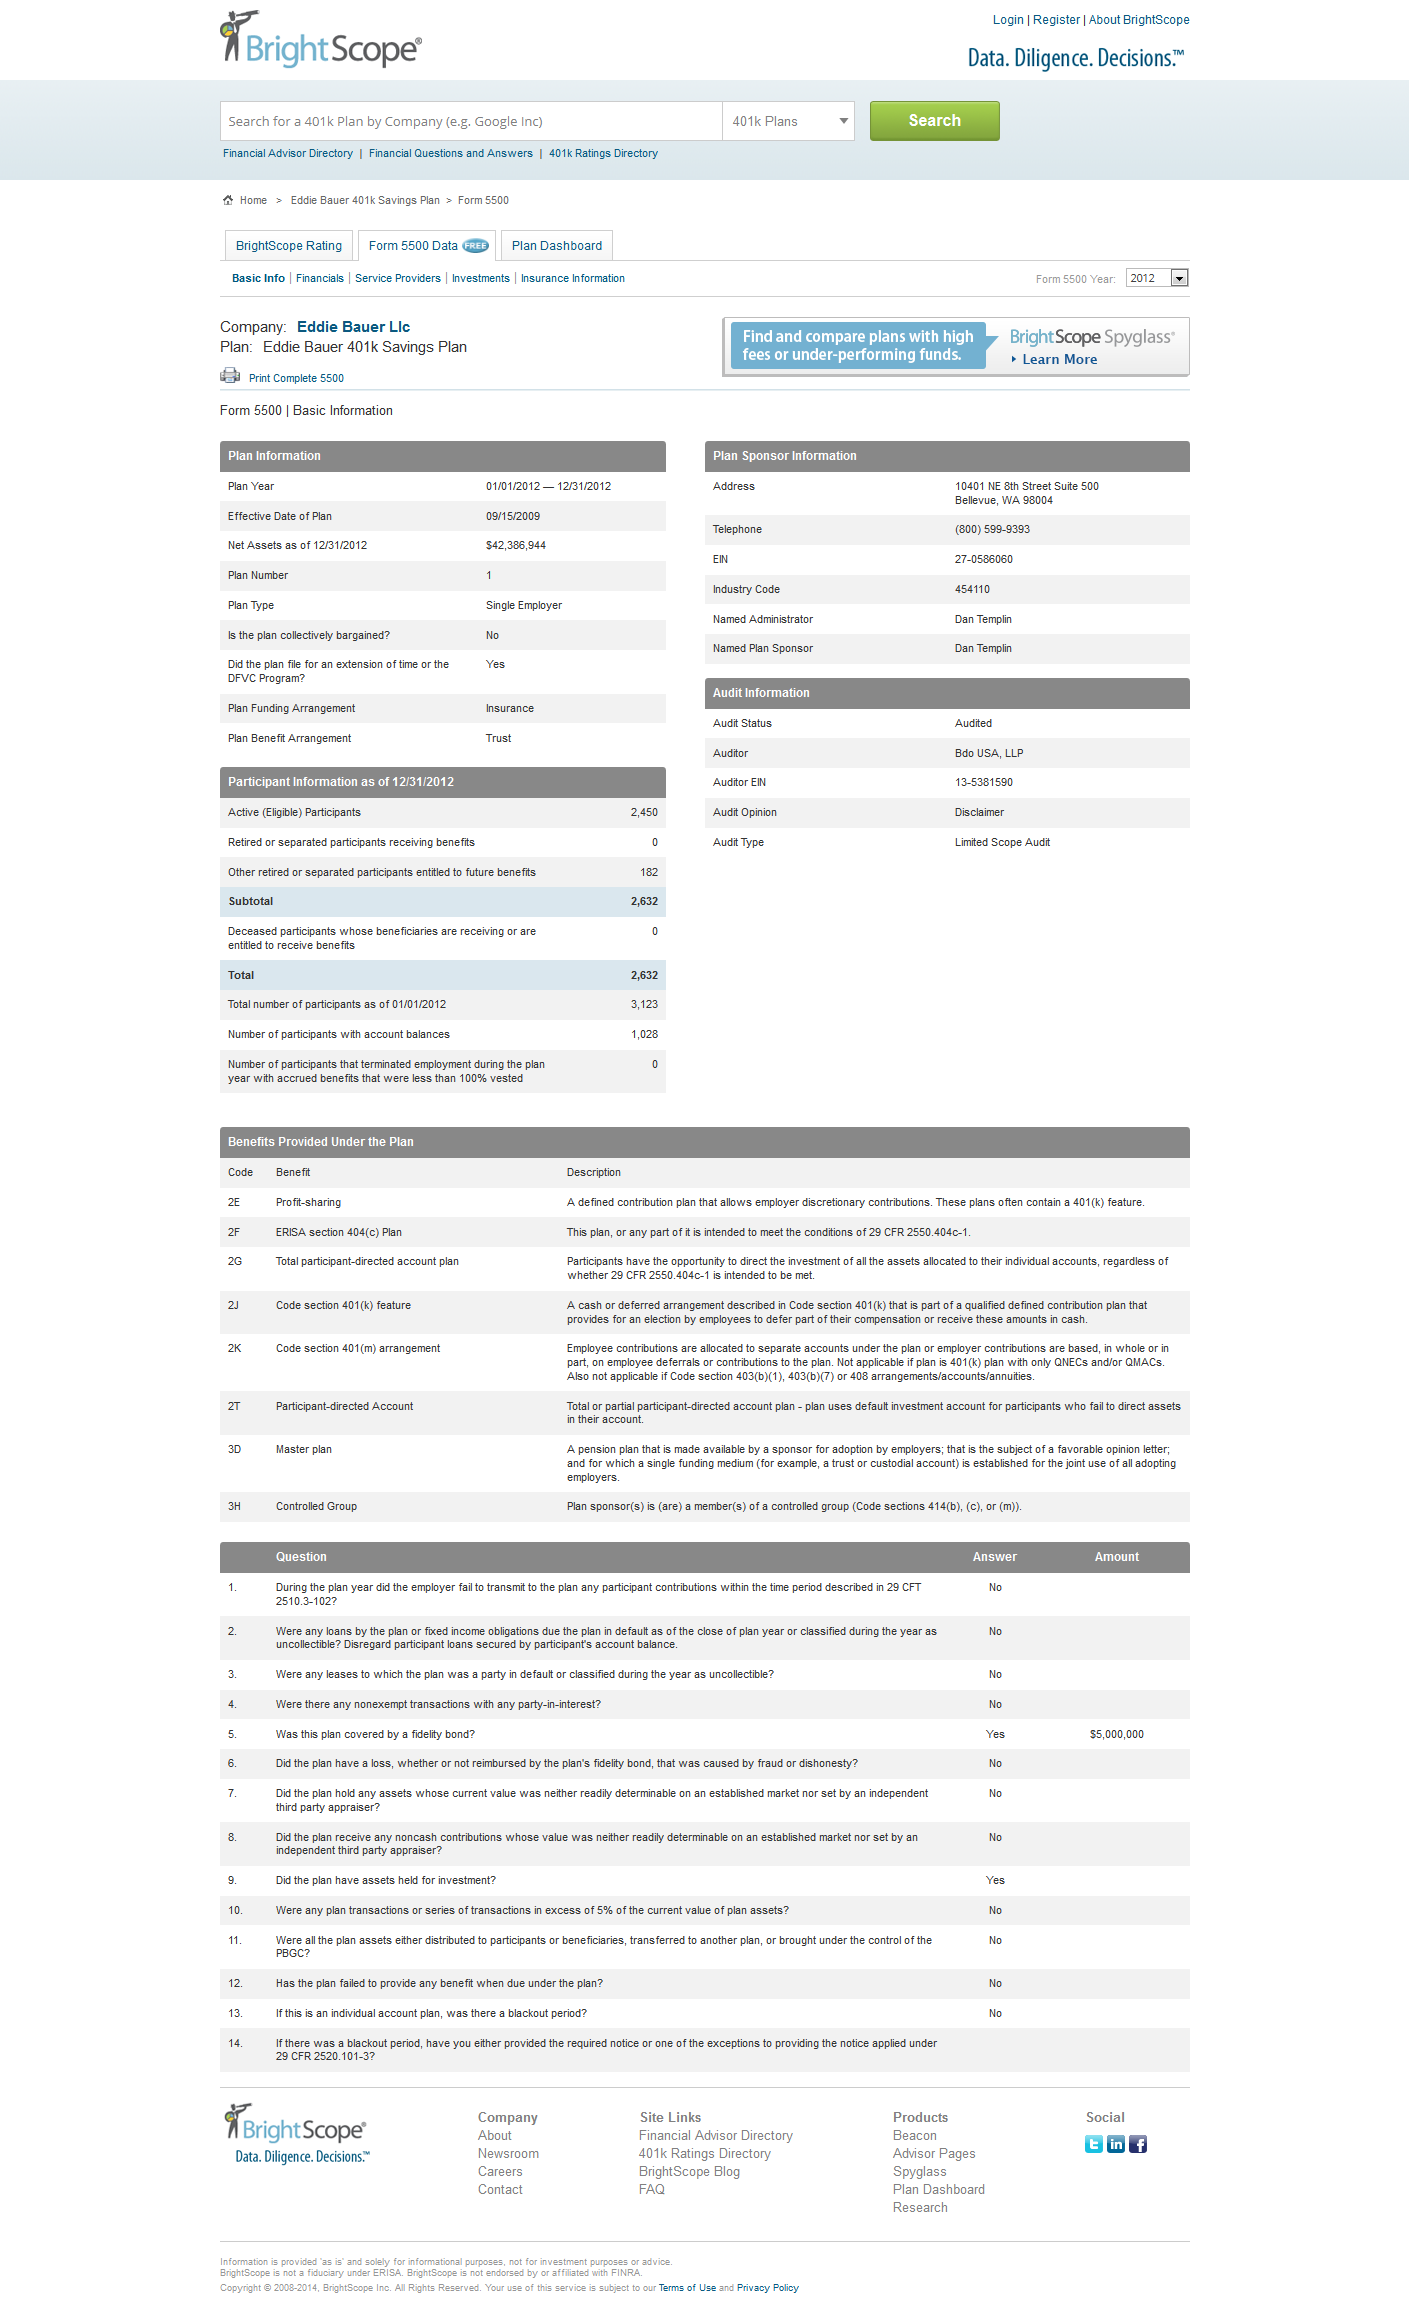 Login | Register | About BrightScope
BrightScope®
Data. Diligence. Decisions.™
Search for a 401k Plan by Company (e.g. Google Inc) 401k Plans Search
Financial Advisor Directory | Financial Questions and Answers | 401k Ratings Directory
Home > Eddie Bauer 401k Savings Plan > Form 5500
BrightScope Rating Form 5500 Data FREE Plan Dashboard
Basic Info | Financials | Service Providers | Investments | Insurance Information Form 5500 Year: 2012
Company: Eddie Bauer Llc
Plan: Eddie Bauer 401k Savings Plan
Print Complete 5500
Find and compare plans with high
fees or under-performing funds.
BrightScope Spyglass®
Learn More
Form 5500 | Basic Information
Plan Information
Plan Year 01/01/2012 — 12/31/2012
Effective Date of Plan 09/15/2009
Net Assets as of 12/31/2012 $42,386,944
Plan Number 1
Plan Type Single Employer
Is the plan collectively bargained? No
Did the plan file for an extension of time or the Yes
DFVC Program?
Plan Funding Arrangement Insurance
Plan Benefit Arrangement Trust
Participant Information as of 12/31/2012
Active (Eligible) Participants 2,450
Retired or separated participants receiving benefits 0
Other retired or separated participants entitled to future benefits 182
Subtotal 2,632
Deceased participants whose beneficiaries are receiving or are 0
entitled to receive benefits
Total 2,632
Total number of participants as of 01/01/2012 3,123
Number of participants with account balances 1,028
Number of participants that terminated employment during the plan 0
year with accrued benefits that were less than 100% vested
Plan Sponsor Information
Address 10401 NE 8th Street Suite 500
Bellevue, WA 98004
Telephone (800) 599-9393
EIN 27-0586060
Industry Code 454110
Named Administrator Dan Templin
Named Plan Sponsor Dan Templin
Audit Information
Audit Status Audited
Auditor Bdo USA, LLP
Auditor EIN 13-5381590
Audit Opinion Disclaimer
Audit Type Limited Scope Audit
Benefits Provided Under the Plan
Code Benefit Description
2E Profit-sharing A defined contribution plan that allows employer discretionary contributions. These plans often contain a 401(k) feature.
2F ERISA section 404(c) Plan This plan, or any part of it is intended to meet the conditions of 29 CFR 2550.404c-1.
2G Total participant-directed account plan Participants have the opportunity to direct the investment of all the assets allocated to their individual accounts, regardless of
whether 29 CFR 2550.404c-1 is intended to be met.
2J Code section 401(k) feature A cash or deferred arrangement described in Code section 401(k) that is part of a qualified defined contribution plan that
provides for an election by employees to defer part of their compensation or receive these amounts in cash.
2K Code section 401(m) arrangement Employee contributions are allocated to separate accounts under the plan or employer contributions are based, in whole or in
part, on employee deferrals or contributions to the plan. Not applicable if plan is 401(k) plan with only QNECs and/or QMACs.
Also not applicable if Code section 403(b)(1), 403(b)(7) or 408 arrangements/accounts/annuities.
2T Participant-directed Account Total or partial participant-directed account plan - plan uses default investment account for participants who fail to direct assets
in their account.
3D Master plan A pension plan that is made available by a sponsor for adoption by employers; that is the subject of a favorable opinion letter;
and for which a single funding medium (for example, a trust or custodial account) is established for the joint use of all adopting
employers.
3H Controlled Group Plan sponsor(s) is (are) a member(s) of a controlled group (Code sections 414(b), (c), or (m)).
Question Answer Amount
1. During the plan year did the employer fail to transmit to the plan any participant contributions within the time period described in 29 CFT No
2510.3-102?
2. Were any loans by the plan or fixed income obligations due the plan in default as of the close of plan year or classified during the year as No
uncollectible? Disregard participant loans secured by participant's account balance.
3. Were any leases to which the plan was a party in default or classified during the year as uncollectible? No
4. Were there any nonexempt transactions with any party-in-interest? No
5. Was this plan covered by a fidelity bond? Yes $5,000,000
6. Did the plan have a loss, whether or not reimbursed by the plan's fidelity bond, that was caused by fraud or dishonesty? No
7. Did the plan hold any assets whose current value was neither readily determinable on an established market nor set by an independent No
third party appraiser?
8. Did the plan receive any noncash contributions whose value was neither readily determinable on an established market nor set by an No
independent third party appraiser?
9. Did the plan have assets held for investment? Yes
10. Were any plan transactions or series of transactions in excess of 5% of the current value of plan assets? No
11. Were all the plan assets either distributed to participants or beneficiaries, transferred to another plan, or brought under the control of the No
PBGC?
12. Has the plan failed to provide any benefit when due under the plan? No
13. If this is an individual account plan, was there a blackout period? No
14. If there was a blackout period, have you either provided the required notice or one of the exceptions to providing the notice applied under
29 CFR 2520.101-3?
BrightScope®
Data. Diligence. Decisions.™
Company
About
Newsroom
Careers
Contact
Site Links
Financial Advisor Directory
401k Ratings Directory
BrightScope Blog
FAQ
Products
Beacon
Advisor Pages
Spyglass
Plan Dashboard
Research
Social
Information is provided 'as is' and solely for informational purposes, not for investment purposes or advice.
BrightScope is not a fiduciary under ERISA. BrightScope is not endorsed by or affiliated with FINRA.
Copyright © 2008-2014, BrightScope Inc. All Rights Reserved. Your use of this service is subject to our Terms of Use and Privacy Policy